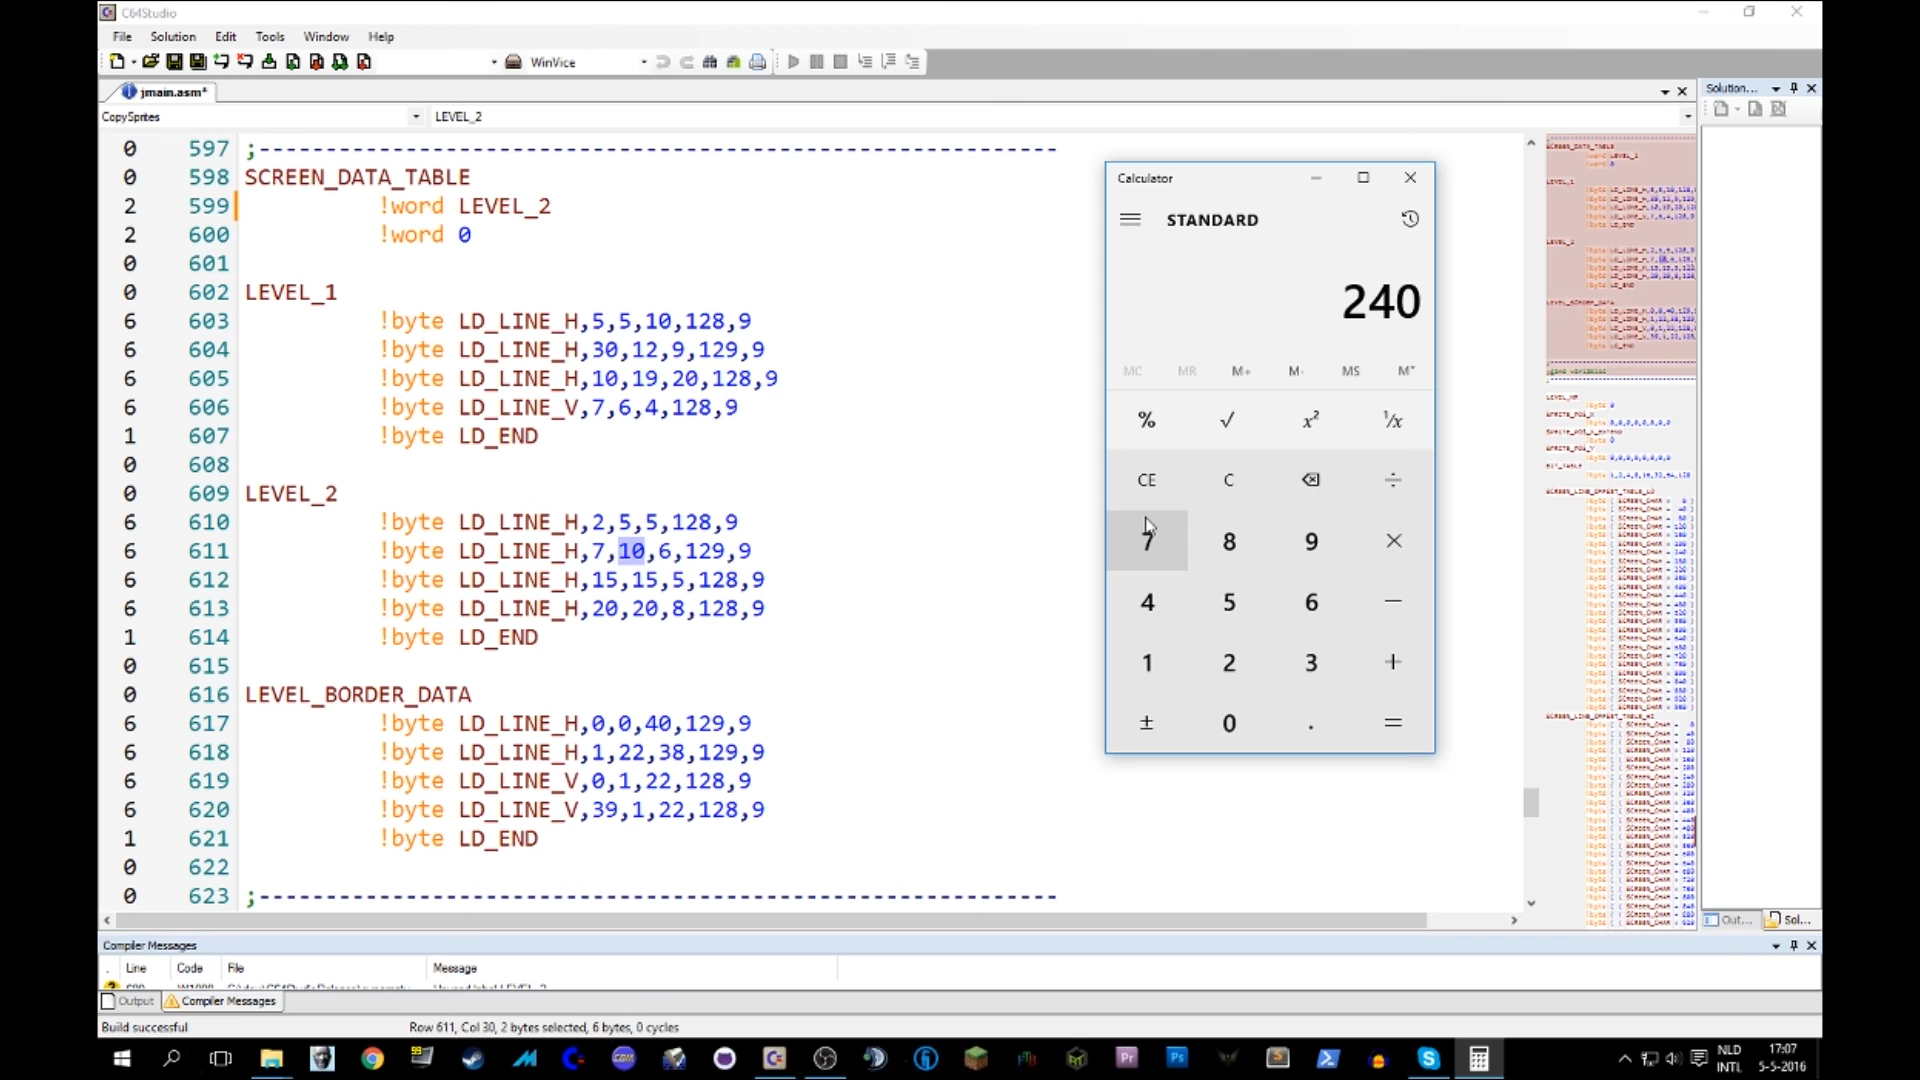 C64Studio
File Solution Edit Tools Window Help
WinVice
jmain.asm*
Solution...
CopySprites LEVEL_2
0 597 ;----------------------------------------------------------
0 598 SCREEN_DATA_TABLE
2 599 !word LEVEL_2
2 600 !word 0
0 601
0 602 LEVEL_1
6 603 !byte LD_LINE_H,5,5,10,128,9
6 604 !byte LD_LINE_H,30,12,9,129,9
6 605 !byte LD_LINE_H,10,19,20,128,9
6 606 !byte LD_LINE_V,7,6,4,128,9
1 607 !byte LD_END
0 608
0 609 LEVEL_2
6 610 !byte LD_LINE_H,2,5,5,128,9
6 611 !byte LD_LINE_H,7,10,6,129,9
6 612 !byte LD_LINE_H,15,15,5,128,9
6 613 !byte LD_LINE_H,20,20,8,128,9
1 614 !byte LD_END
0 615
0 616 LEVEL_BORDER_DATA
6 617 !byte LD_LINE_H,0,0,40,129,9
6 618 !byte LD_LINE_H,1,22,38,129,9
6 619 !byte LD_LINE_V,0,1,22,128,9
6 620 !byte LD_LINE_V,39,1,22,128,9
1 621 !byte LD_END
0 622
0 623 ;----------------------------------------------------------
Calculator
STANDARD
240
MC MR M+ M- MS M˅
% √ x² ¹/x
CE C ÷
7 8 9 ×
4 5 6 −
1 2 3 +
± 0 . =
Out... Sol...
Compiler Messages
. Line Code File Message
Output Compiler Messages
Build successful Row 611, Col 30, 2 bytes selected, 6 bytes, 0 cycles
99
Pr Ps
NLD 17:07
INTL 5-5-2016